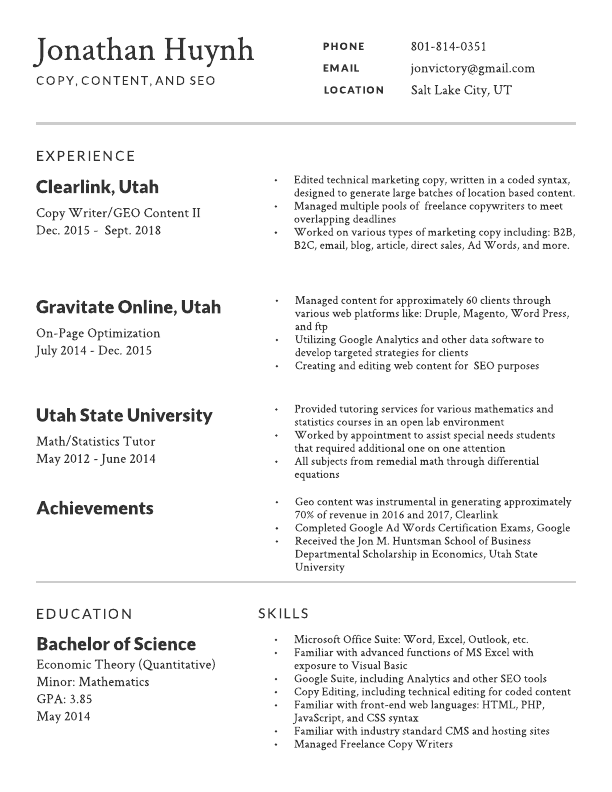 Jonathan Huynh
COPY, CONTENT, AND SEO
PHONE 801-814-0351
EMAIL jonvictory@gmail.com
LOCATION Salt Lake City, UT
EXPERIENCE
Clearlink, Utah
Copy Writer/GEO Content II
Dec. 2015 - Sept. 2018
• Edited technical marketing copy, written in a coded syntax,
designed to generate large batches of location based content.
• Managed multiple pools of freelance copywriters to meet
overlapping deadlines
• Worked on various types of marketing copy including: B2B,
B2C, email, blog, article, direct sales, Ad Words, and more.
Gravitate Online, Utah
On-Page Optimization
July 2014 - Dec. 2015
• Managed content for approximately 60 clients through
various web platforms like: Druple, Magento, Word Press,
and ftp
• Utilizing Google Analytics and other data software to
develop targeted strategies for clients
• Creating and editing web content for SEO purposes
Utah State University
Math/Statistics Tutor
May 2012 - June 2014
• Provided tutoring services for various mathematics and
statistics courses in an open lab environment
• Worked by appointment to assist special needs students
that required additional one on one attention
• All subjects from remedial math through differential
equations
Achievements
• Geo content was instrumental in generating approximately
70% of revenue in 2016 and 2017, Clearlink
• Completed Google Ad Words Certification Exams, Google
• Received the Jon M. Huntsman School of Business
Departmental Scholarship in Economics, Utah State
University
EDUCATION
Bachelor of Science
Economic Theory (Quantitative)
Minor: Mathematics
GPA: 3.85
May 2014
SKILLS
• Microsoft Office Suite: Word, Excel, Outlook, etc.
• Familiar with advanced functions of MS Excel with
exposure to Visual Basic
• Google Suite, including Analytics and other SEO tools
• Copy Editing, including technical editing for coded content
• Familiar with front-end web languages: HTML, PHP,
JavaScript, and CSS syntax
• Familiar with industry standard CMS and hosting sites
• Managed Freelance Copy Writers